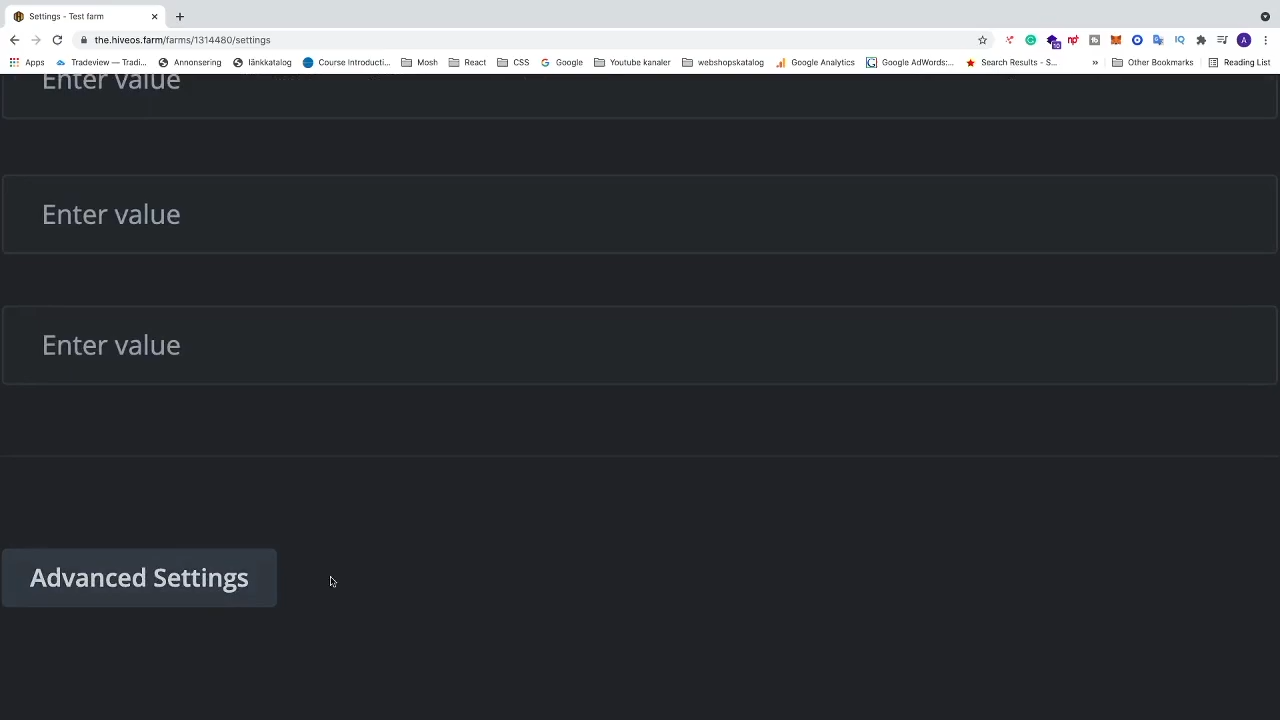 Settings - Test farm
the.hiveos.farm/farms/1314480/settings
10
A
Apps
Tradeview — Tradi...
Annonsering
länkkatalog
Course Introducti...
Mosh
React
CSS
Google
Youtube kanaler
webshopskatalog
Google Analytics
Google AdWords:...
Search Results - S...
»
Other Bookmarks
Reading List
Enter value
Enter value
Enter value
Advanced Settings